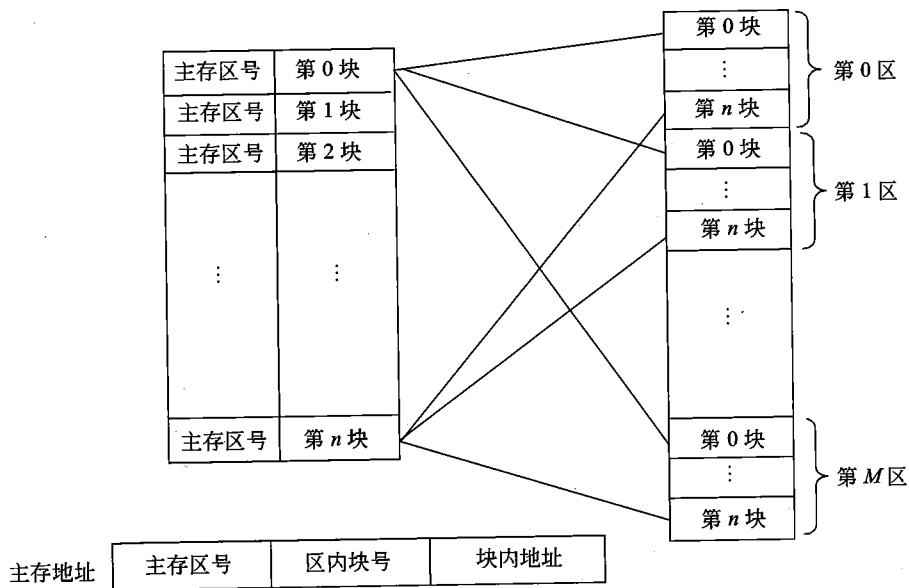 主存区号 第0块
主存区号 第1块
主存区号 第2块
⋮ ⋮
主存区号 第n块
第0块
⋮
第n块
第0区
第0块
⋮
第n块
第1区
⋮
第0块
⋮
第n块
第M区
主存地址 主存区号 区内块号 块内地址